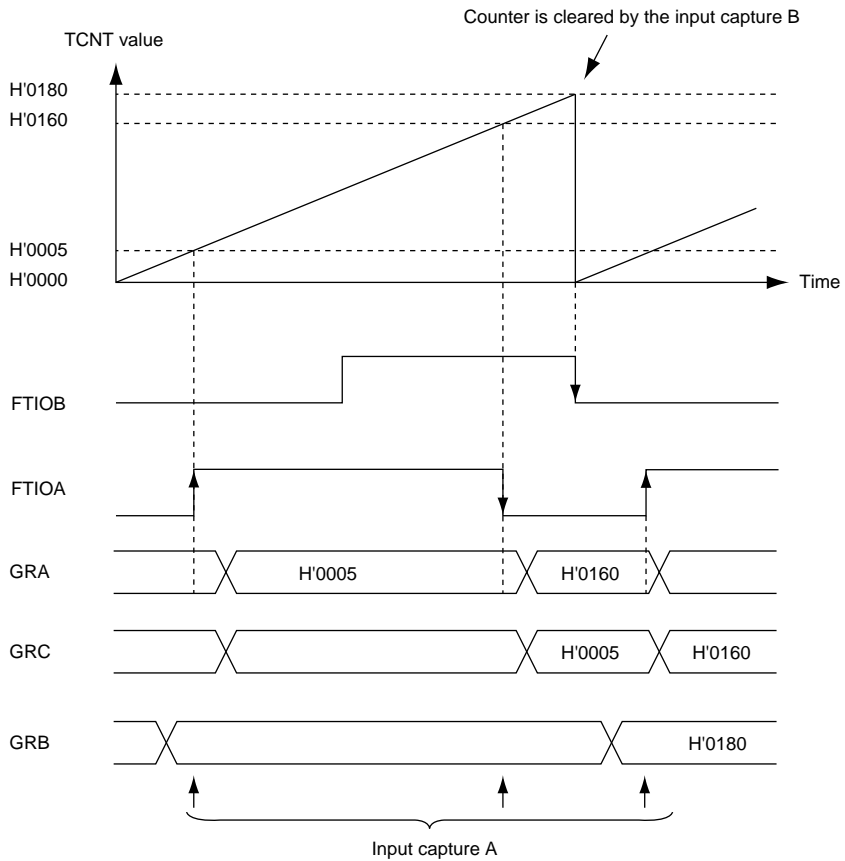 Counter is cleared by the input capture B
TCNT value
H'0180
H'0160
H'0005
H'0000
Time
FTIOB
FTIOA
GRA
H'0005
H'0160
GRC
H'0005
H'0160
GRB
H'0180
Input capture A